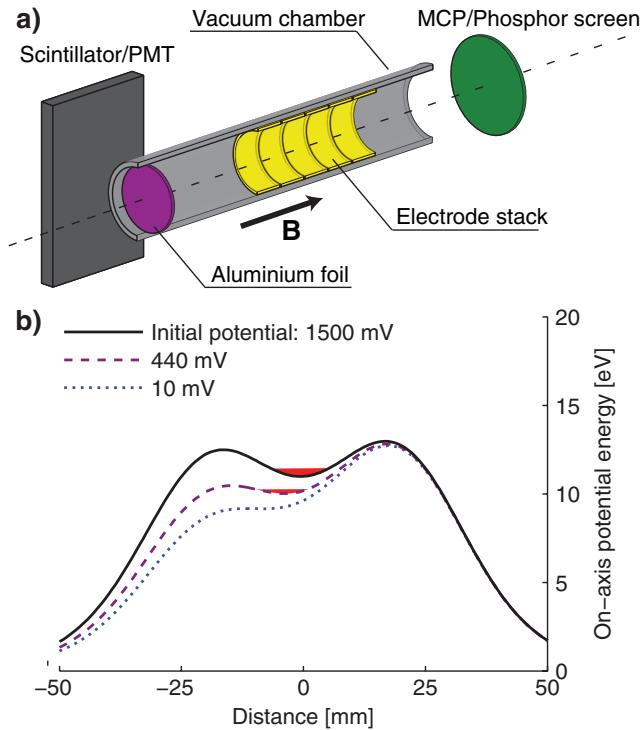 a)
Vacuum chamber
MCP/Phosphor screen
Scintillator/PMT
Electrode stack
B
Aluminium foil
b)
Initial potential: 1500 mV
440 mV
10 mV
20
15
10
5
0
On−axis potential energy [eV]
−50
−25
0
25
50
Distance [mm]